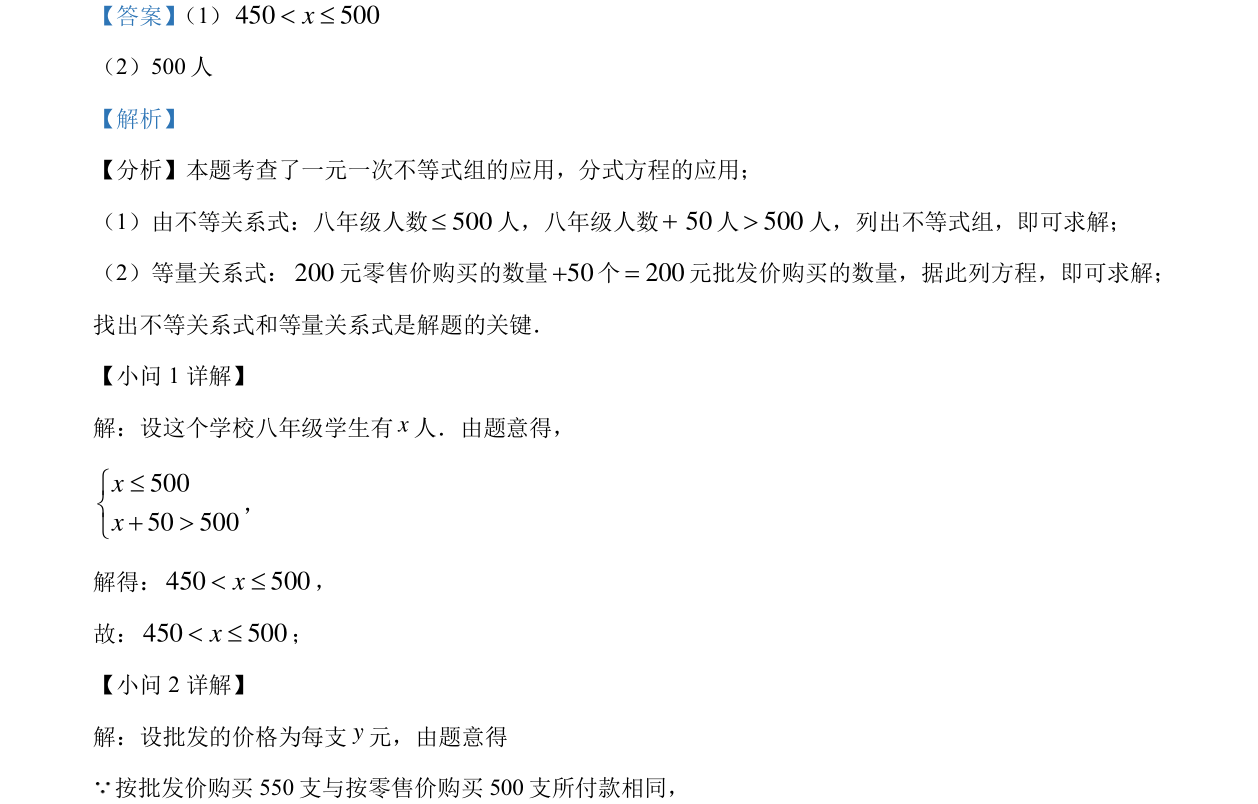 【答案】（1）450 < x ≤ 500
（2）500 人
【解析】
【分析】本题考查了一元一次不等式组的应用，分式方程的应用；
（1）由不等关系式：八年级人数 ≤ 500 人，八年级人数 + 50 人 > 500 人，列出不等式组，即可求解；
（2）等量关系式：200 元零售价购买的数量 +50 个 = 200 元批发价购买的数量，据此列方程，即可求解；
找出不等关系式和等量关系式是解题的关键．
【小问 1 详解】
解：设这个学校八年级学生有 x 人．由题意得，
{ x ≤ 500
x + 50 > 500 ，
解得：450 < x ≤ 500，
故：450 < x ≤ 500；
【小问 2 详解】
解：设批发的价格为每支 y 元，由题意得
∵按批发价购买 550 支与按零售价购买 500 支所付款相同，